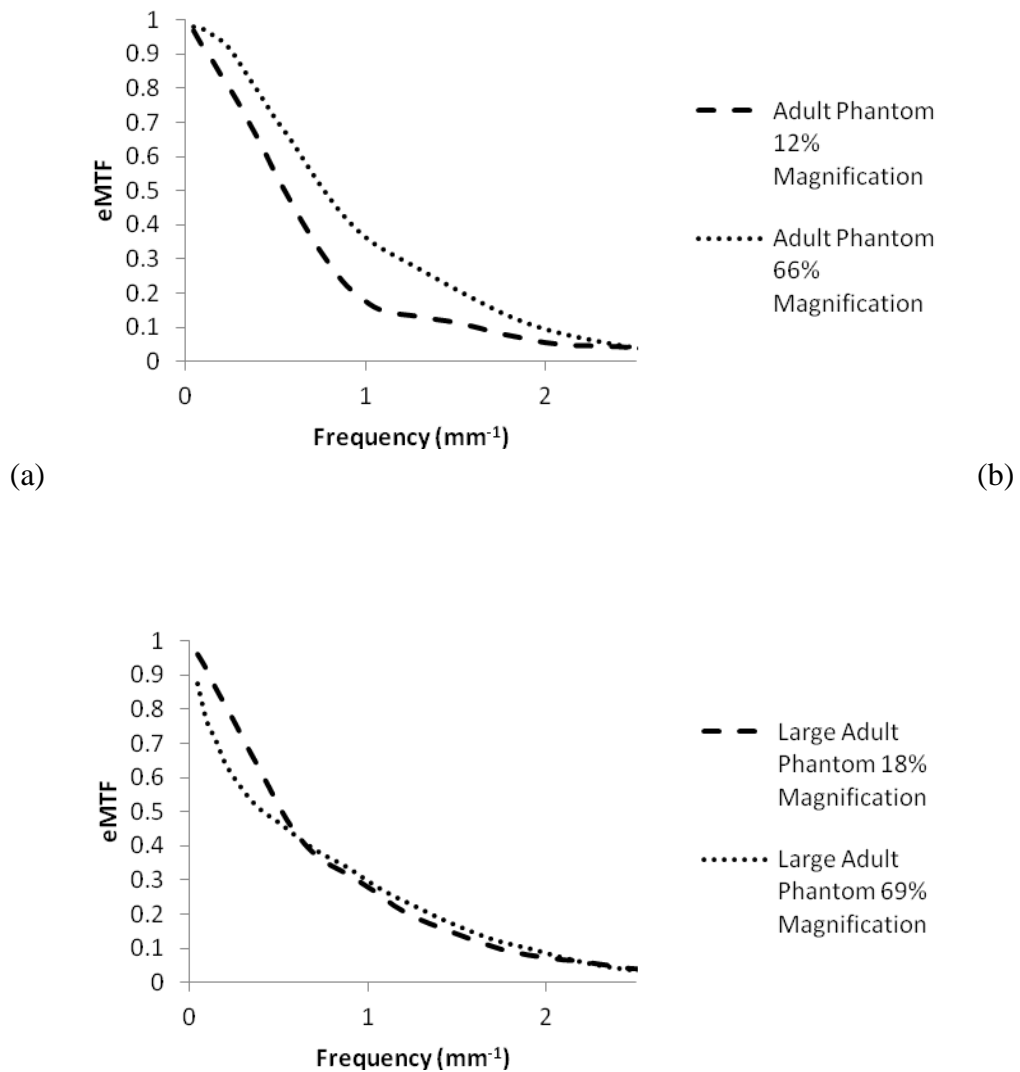 1
0.9
0.8
0.7
0.6
0.5
0.4
0.3
0.2
0.1
0
eMTF
0 1 2
Frequency (mm⁻¹)
Adult Phantom
12%
Magnification
Adult Phantom
66%
Magnification
(a) (b)
1
0.9
0.8
0.7
0.6
0.5
0.4
0.3
0.2
0.1
0
eMTF
0 1 2
Frequency (mm⁻¹)
Large Adult
Phantom 18%
Magnification
Large Adult
Phantom 69%
Magnification